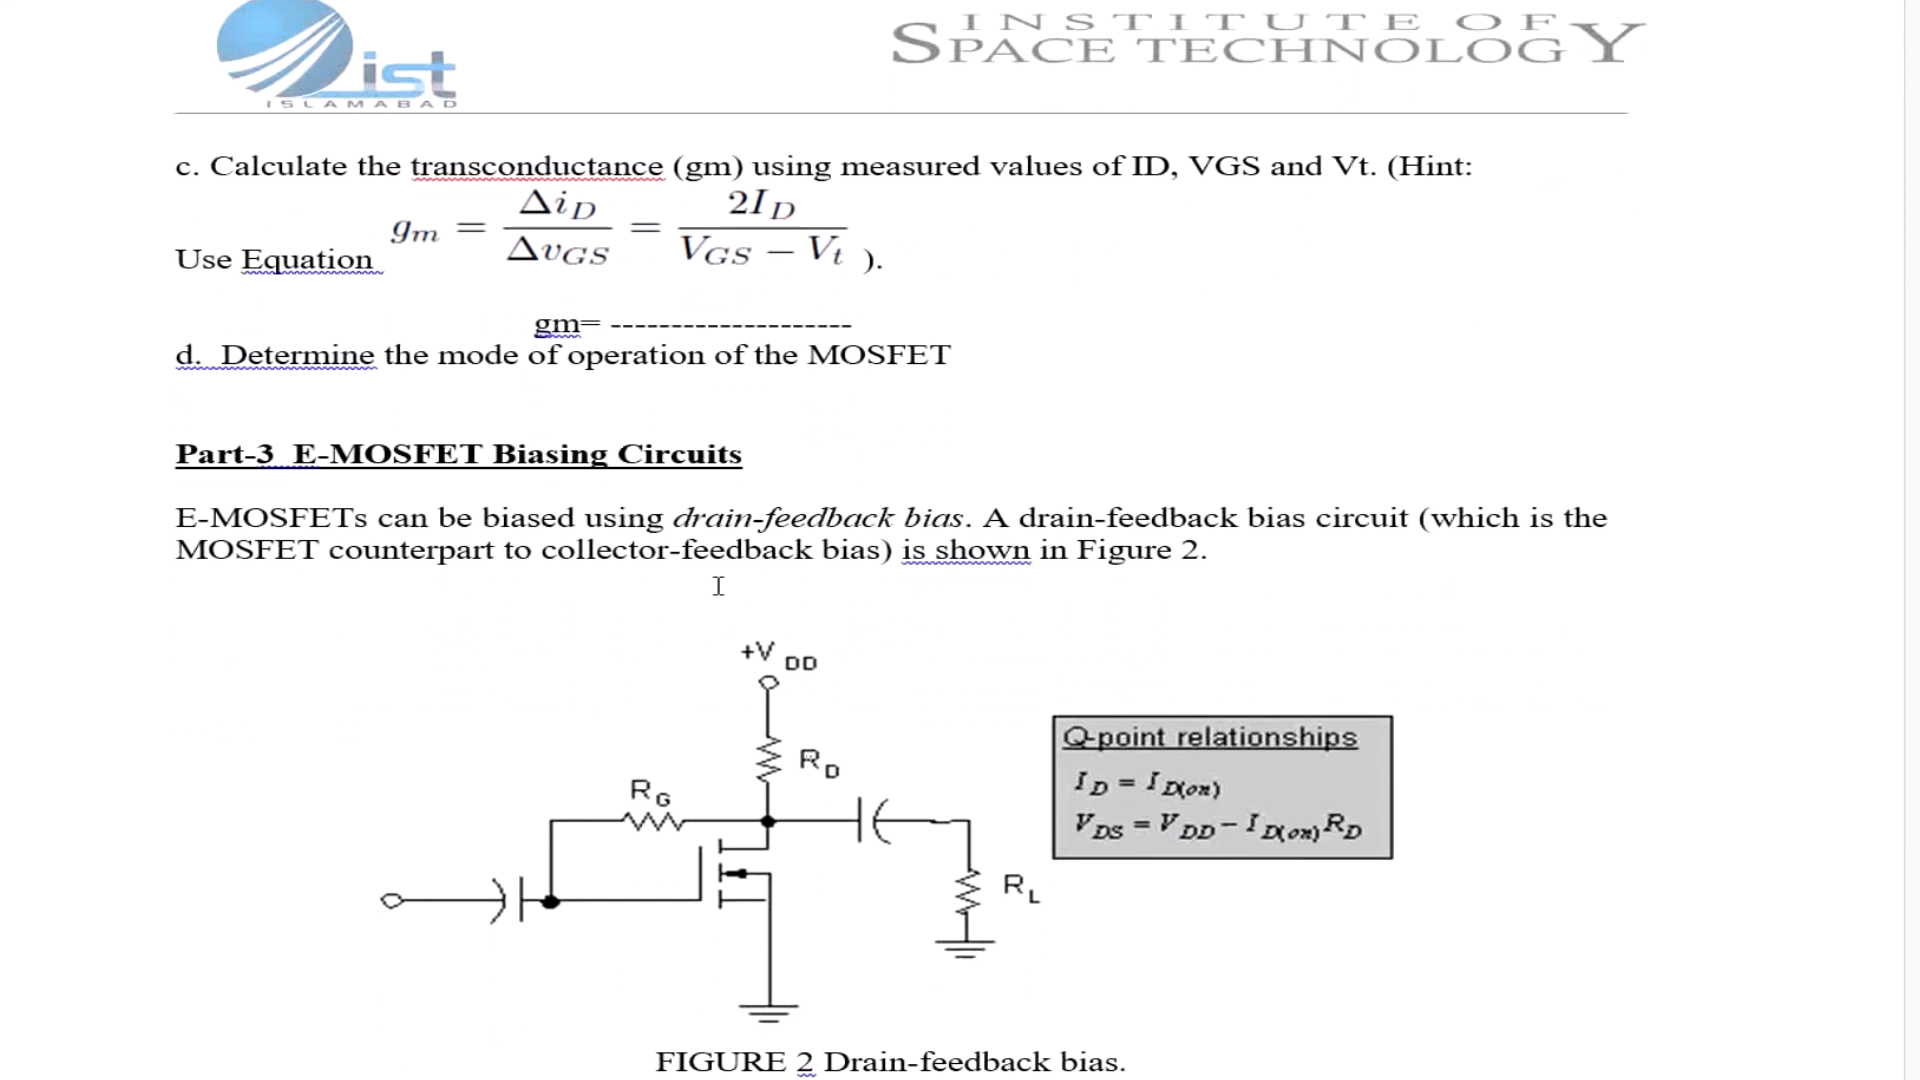 ist
ISLAMABAD
INSTITUTE OF
SPACE TECHNOLOGY
c. Calculate the transconductance (gm) using measured values of ID, VGS and Vt. (Hint:
Use Equation gm = ΔiD / ΔvGS = 2ID / VGS − Vt ).
gm= --------------------
d. Determine the mode of operation of the MOSFET
Part-3 E-MOSFET Biasing Circuits
E-MOSFETs can be biased using drain-feedback bias. A drain-feedback bias circuit (which is the
MOSFET counterpart to collector-feedback bias) is shown in Figure 2.
+VDD
RD
RG
RL
Q-point relationships
ID = ID(on)
VDS = VDD − ID(on)RD
FIGURE 2 Drain-feedback bias.